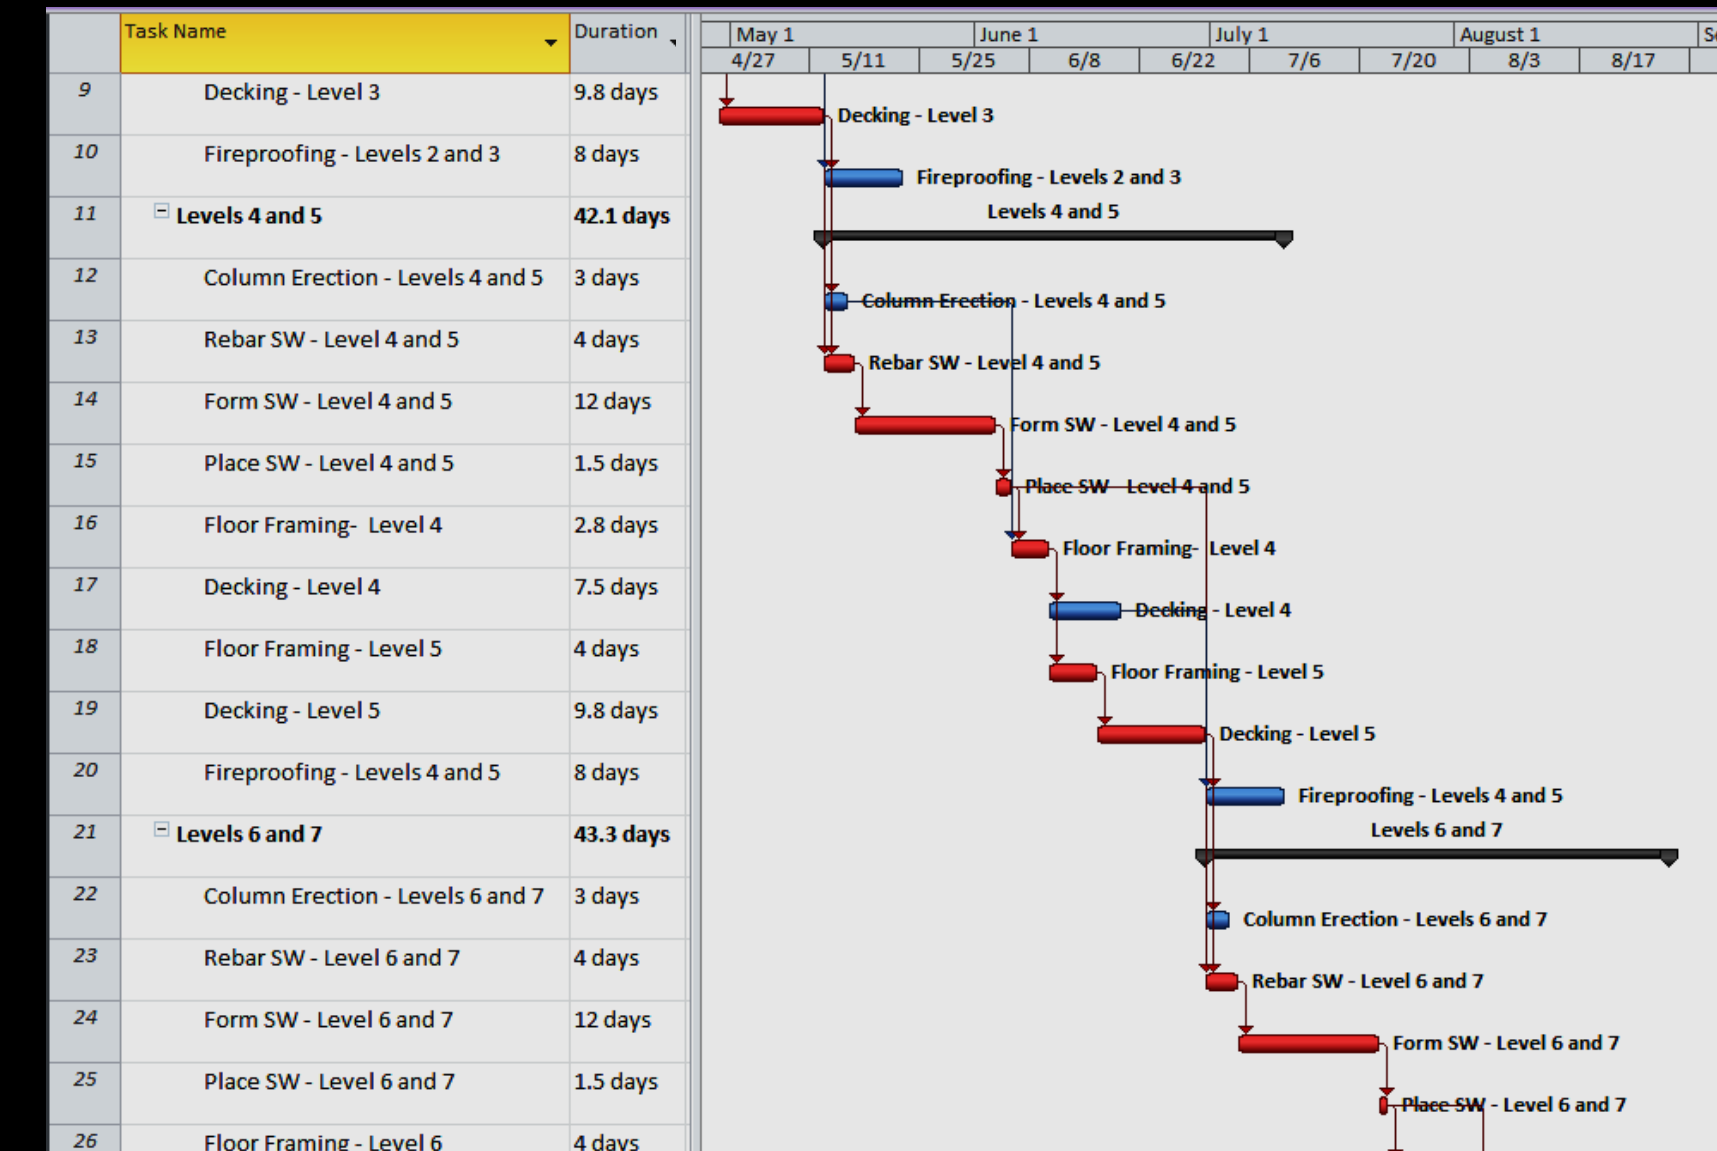 Task Name Duration May 1 June 1 July 1 August 1
4/27 5/11 5/25 6/8 6/22 7/6 7/20 8/3 8/17
9 Decking - Level 3 9.8 days Decking - Level 3
10 Fireproofing - Levels 2 and 3 8 days Fireproofing - Levels 2 and 3
11 Levels 4 and 5 42.1 days Levels 4 and 5
12 Column Erection - Levels 4 and 5 3 days Column Erection - Levels 4 and 5
13 Rebar SW - Level 4 and 5 4 days Rebar SW - Level 4 and 5
14 Form SW - Level 4 and 5 12 days Form SW - Level 4 and 5
15 Place SW - Level 4 and 5 1.5 days Place SW - Level 4 and 5
16 Floor Framing- Level 4 2.8 days Floor Framing- Level 4
17 Decking - Level 4 7.5 days Decking - Level 4
18 Floor Framing - Level 5 4 days Floor Framing - Level 5
19 Decking - Level 5 9.8 days Decking - Level 5
20 Fireproofing - Levels 4 and 5 8 days Fireproofing - Levels 4 and 5
21 Levels 6 and 7 43.3 days Levels 6 and 7
22 Column Erection - Levels 6 and 7 3 days Column Erection - Levels 6 and 7
23 Rebar SW - Level 6 and 7 4 days Rebar SW - Level 6 and 7
24 Form SW - Level 6 and 7 12 days Form SW - Level 6 and 7
25 Place SW - Level 6 and 7 1.5 days Place SW - Level 6 and 7
26 Floor Framing - Level 6 4 days